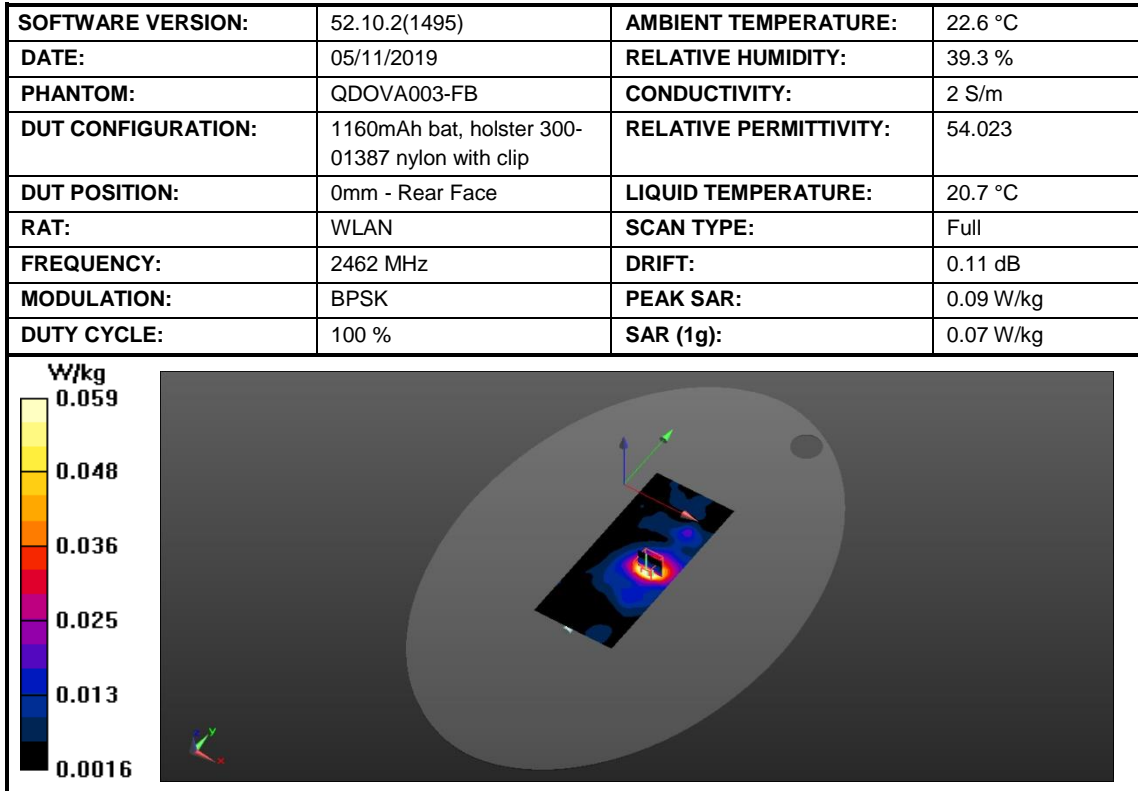 SOFTWARE VERSION: 52.10.2(1495) AMBIENT TEMPERATURE: 22.6 °C
DATE: 05/11/2019 RELATIVE HUMIDITY: 39.3 %
PHANTOM: QDOVA003-FB CONDUCTIVITY: 2 S/m
DUT CONFIGURATION: 1160mAh bat, holster 300- RELATIVE PERMITTIVITY: 54.023
01387 nylon with clip
DUT POSITION: 0mm - Rear Face LIQUID TEMPERATURE: 20.7 °C
RAT: WLAN SCAN TYPE: Full
FREQUENCY: 2462 MHz DRIFT: 0.11 dB
MODULATION: BPSK PEAK SAR: 0.09 W/kg
DUTY CYCLE: 100 % SAR (1g): 0.07 W/kg
W/kg
0.059
0.048
0.036
0.025
0.013
0.0016
z y
x